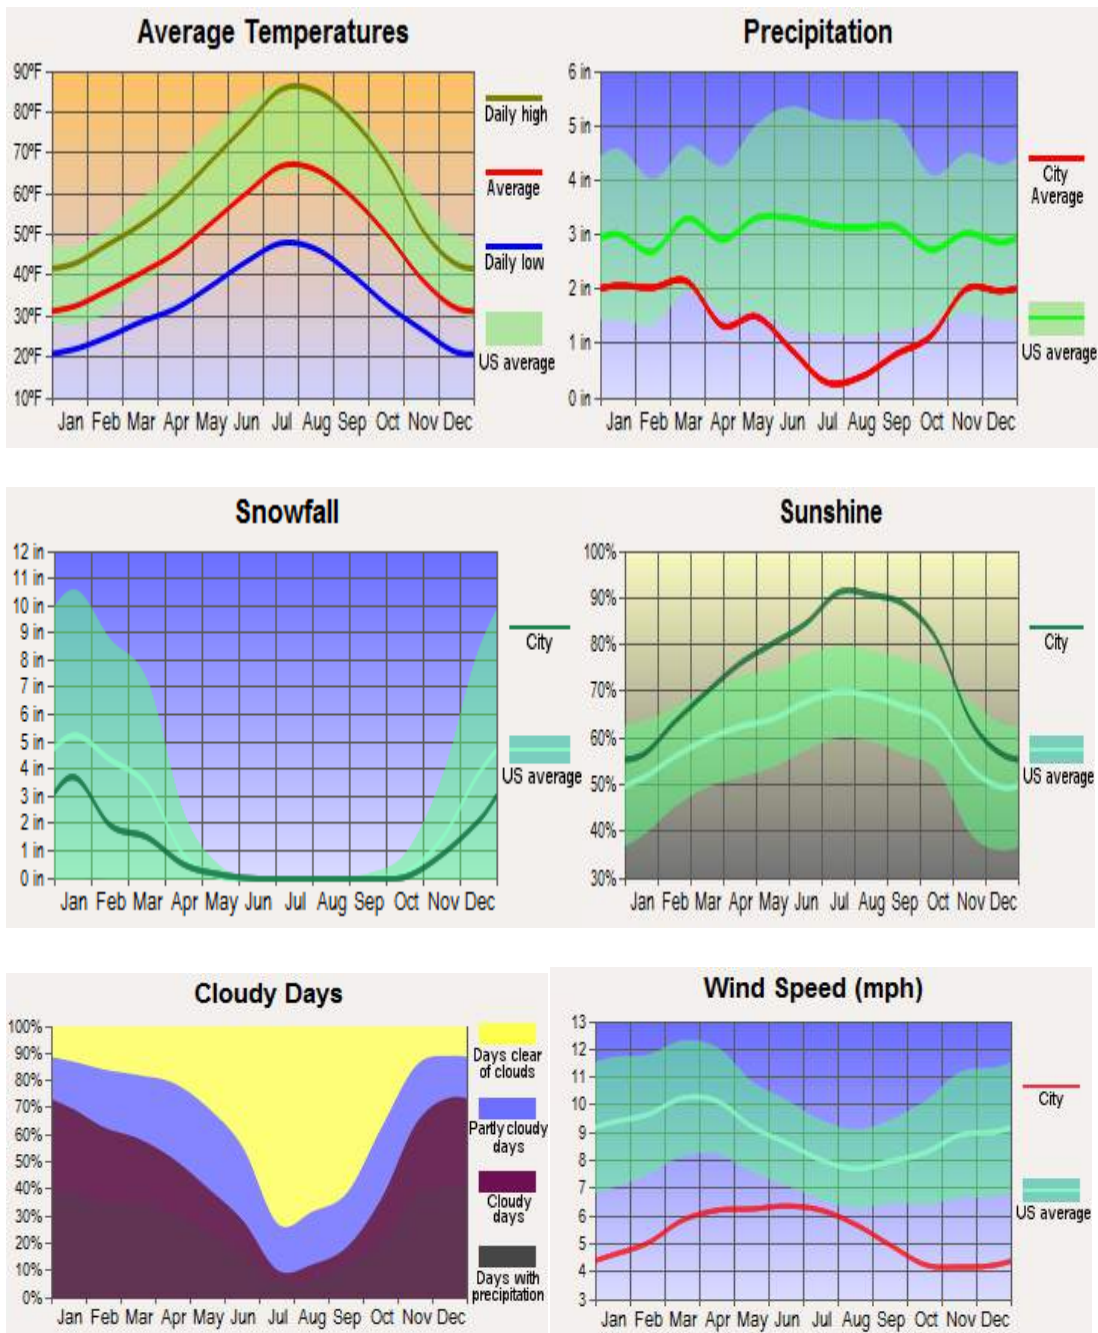 Average Temperatures
90ºF
80ºF
70ºF
60ºF
50ºF
40ºF
30ºF
20ºF
10ºF
Jan Feb Mar Apr May Jun Jul Aug Sep Oct Nov Dec
Daily high
Average
Daily low
US average
Precipitation
6 in
5 in
4 in
3 in
2 in
1 in
0 in
Jan Feb Mar Apr May Jun Jul Aug Sep Oct Nov Dec
City
Average
US average
Snowfall
12 in
11 in
10 in
9 in
8 in
7 in
6 in
5 in
4 in
3 in
2 in
1 in
0 in
Jan Feb Mar Apr May Jun Jul Aug Sep Oct Nov Dec
City
US average
Sunshine
100%
90%
80%
70%
60%
50%
40%
30%
Jan Feb Mar Apr May Jun Jul Aug Sep Oct Nov Dec
City
US average
Cloudy Days
100%
90%
80%
70%
60%
50%
40%
30%
20%
10%
0%
Jan Feb Mar Apr May Jun Jul Aug Sep Oct Nov Dec
Days clear
of clouds
Partly cloudy
days
Cloudy
days
Days with
precipitation
Wind Speed (mph)
13
12
11
10
9
8
7
6
5
4
3
Jan Feb Mar Apr May Jun Jul Aug Sep Oct Nov Dec
City
US average